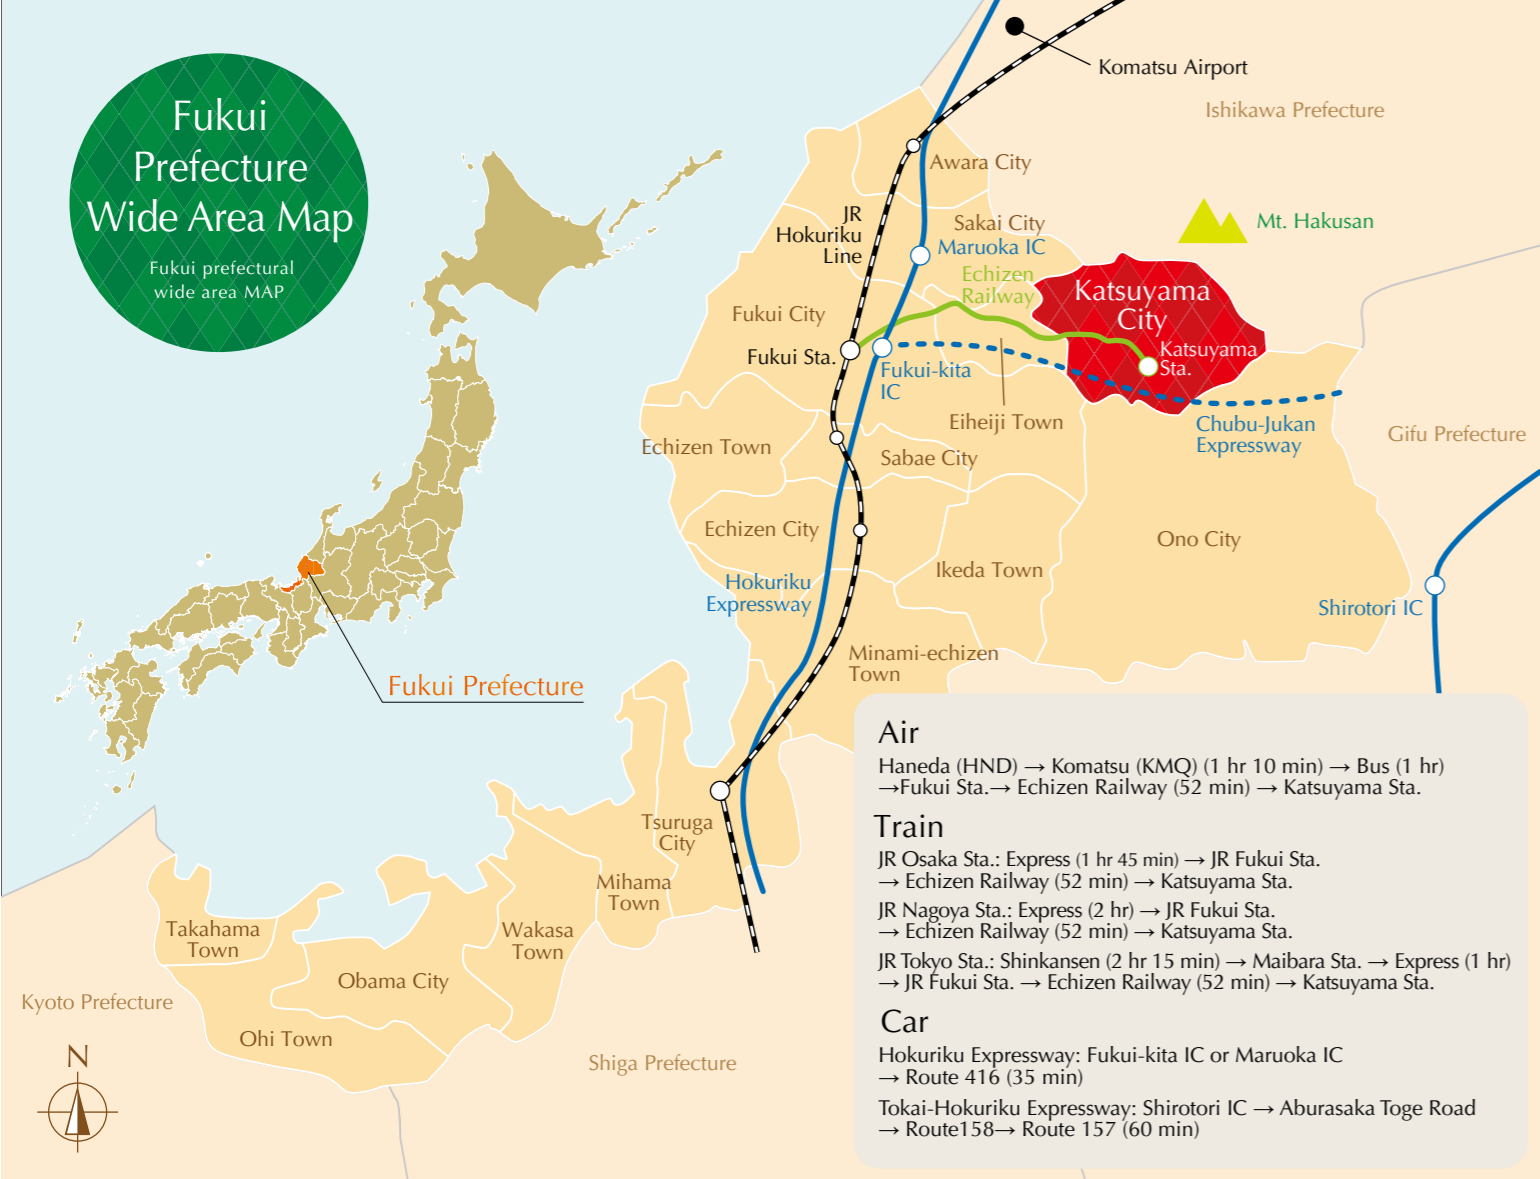 Fukui
Prefecture
Wide Area Map
Fukui prefectural
wide area MAP
Komatsu Airport
Ishikawa Prefecture
Awara City
JR
Hokuriku
Line
Sakai City
Maruoka IC
Mt. Hakusan
Echizen
Railway
Katsuyama
City
Fukui City
Fukui Sta.
Katsuyama
Sta.
Fukui-kita
IC
Eiheiji Town
Chubu-Jukan
Expressway
Gifu Prefecture
Echizen Town
Sabae City
Echizen City
Ono City
Ikeda Town
Hokuriku
Expressway
Shirotori IC
Minami-echizen
Town
Fukui Prefecture
Tsuruga
City
Mihama
Town
Wakasa
Town
Takahama
Town
Obama City
Kyoto Prefecture
Ohi Town
Shiga Prefecture
N
Air
Haneda (HND) → Komatsu (KMQ) (1 hr 10 min) → Bus (1 hr)
→Fukui Sta.→ Echizen Railway (52 min) → Katsuyama Sta.
Train
JR Osaka Sta.: Express (1 hr 45 min) → JR Fukui Sta.
→ Echizen Railway (52 min) → Katsuyama Sta.
JR Nagoya Sta.: Express (2 hr) → JR Fukui Sta.
→ Echizen Railway (52 min) → Katsuyama Sta.
JR Tokyo Sta.: Shinkansen (2 hr 15 min) → Maibara Sta. → Express (1 hr)
→ JR Fukui Sta. → Echizen Railway (52 min) → Katsuyama Sta.
Car
Hokuriku Expressway: Fukui-kita IC or Maruoka IC
→ Route 416 (35 min)
Tokai-Hokuriku Expressway: Shirotori IC → Aburasaka Toge Road
→ Route158→ Route 157 (60 min)